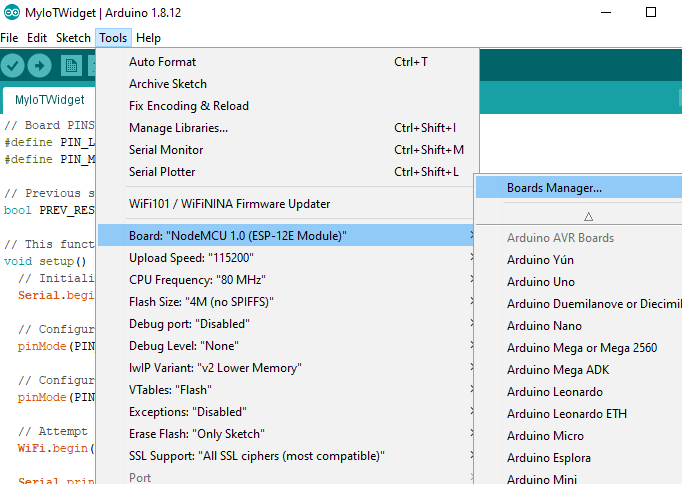 MyIoTWidget | Arduino 1.8.12
File Edit Sketch Tools Help
MyIoTWidget
// Board PINS
#define PIN_L
#define PIN_M
// Previous s
bool PREV_RES
// This funct
void setup()
// Initiali
Serial.begi
// Configur
pinMode(PIN
// Configur
pinMode(PIN
// Attempt
WiFi.begin(
Serial.prin
Auto Format Ctrl+T
Archive Sketch
Fix Encoding & Reload
Manage Libraries... Ctrl+Shift+I
Serial Monitor Ctrl+Shift+M
Serial Plotter Ctrl+Shift+L
WiFi101 / WiFiNINA Firmware Updater
Board: "NodeMCU 1.0 (ESP-12E Module)"
Upload Speed: "115200"
CPU Frequency: "80 MHz"
Flash Size: "4M (no SPIFFS)"
Debug port: "Disabled"
Debug Level: "None"
lwIP Variant: "v2 Lower Memory"
VTables: "Flash"
Exceptions: "Disabled"
Erase Flash: "Only Sketch"
SSL Support: "All SSL ciphers (most compatible)"
Port
Boards Manager...
Arduino AVR Boards
Arduino Yún
Arduino Uno
Arduino Duemilanove or Diecimil
Arduino Nano
Arduino Mega or Mega 2560
Arduino Mega ADK
Arduino Leonardo
Arduino Leonardo ETH
Arduino Micro
Arduino Esplora
Arduino Mini